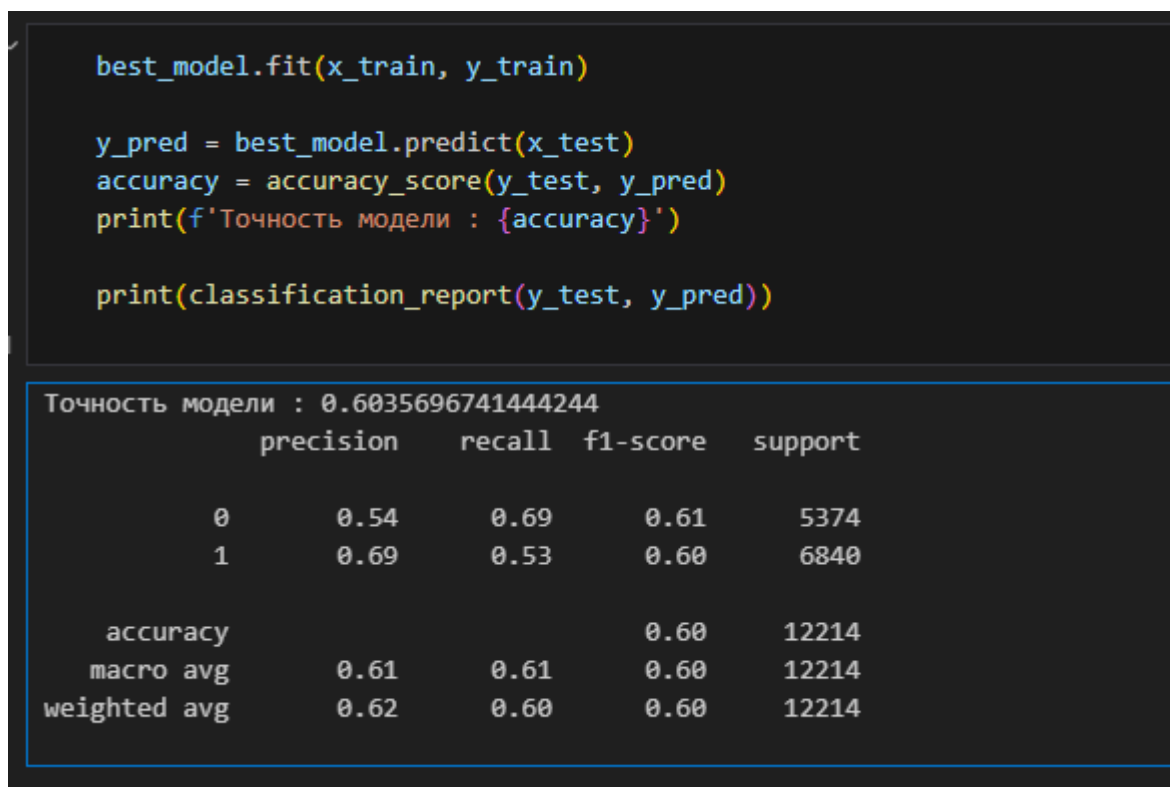 best_model.fit(x_train, y_train)
y_pred = best_model.predict(x_test)
accuracy = accuracy_score(y_test, y_pred)
print(f'Точность модели : {accuracy}')
print(classification_report(y_test, y_pred))
Точность модели : 0.6035696741444244
precision recall f1-score support
0 0.54 0.69 0.61 5374
1 0.69 0.53 0.60 6840
accuracy 0.60 12214
macro avg 0.61 0.61 0.60 12214
weighted avg 0.62 0.60 0.60 12214